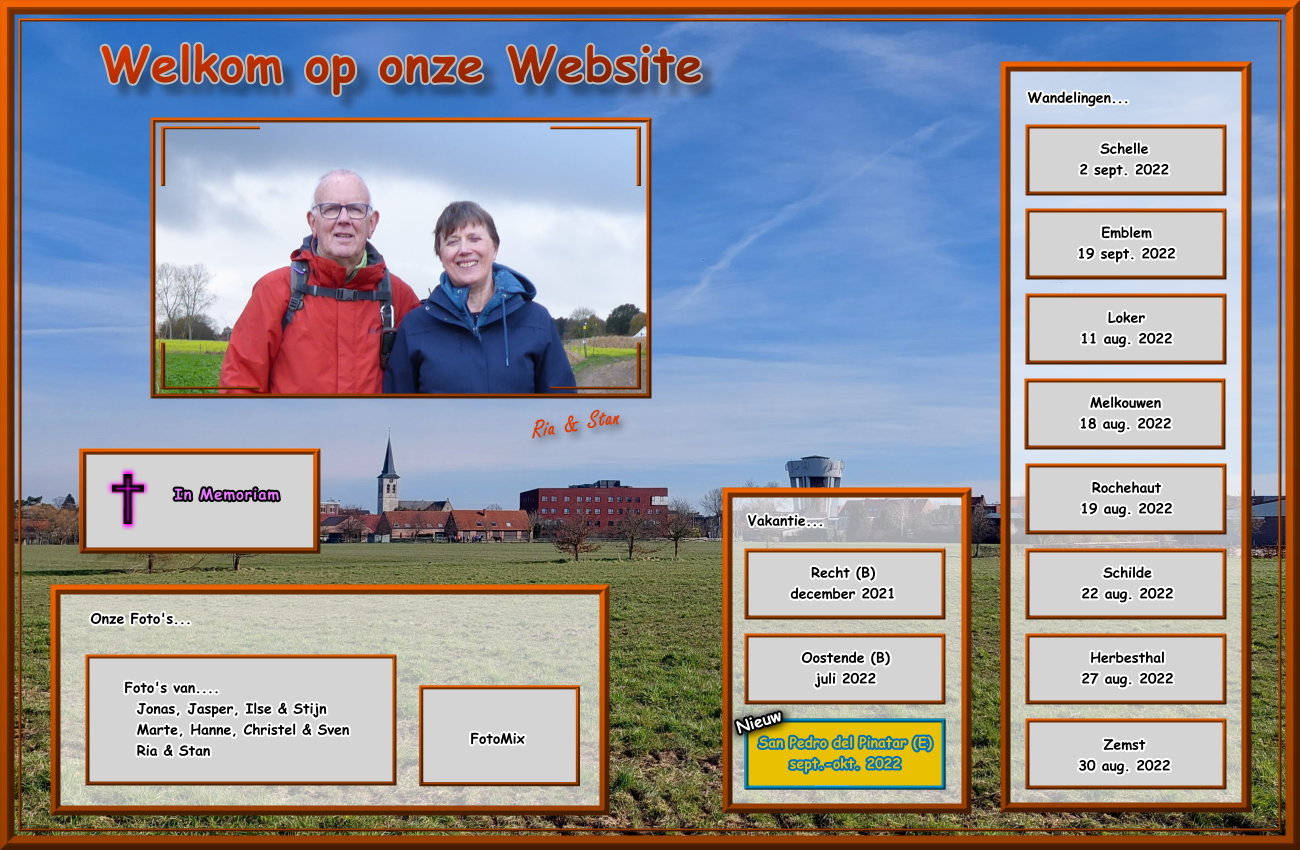 Welkom op onze Website
Ria & Stan
In Memoriam
Onze Foto's...
Foto's van....
Jonas, Jasper, Ilse & Stijn
Marte, Hanne, Christel & Sven
Ria & Stan
FotoMix
Vakantie...
Recht (B)
december 2021
Oostende (B)
juli 2022
Nieuw
San Pedro del Pinatar (E)
sept.-okt. 2022
Wandelingen...
Schelle
2 sept. 2022
Emblem
19 sept. 2022
Loker
11 aug. 2022
Melkouwen
18 aug. 2022
Rochehaut
19 aug. 2022
Schilde
22 aug. 2022
Herbesthal
27 aug. 2022
Zemst
30 aug. 2022